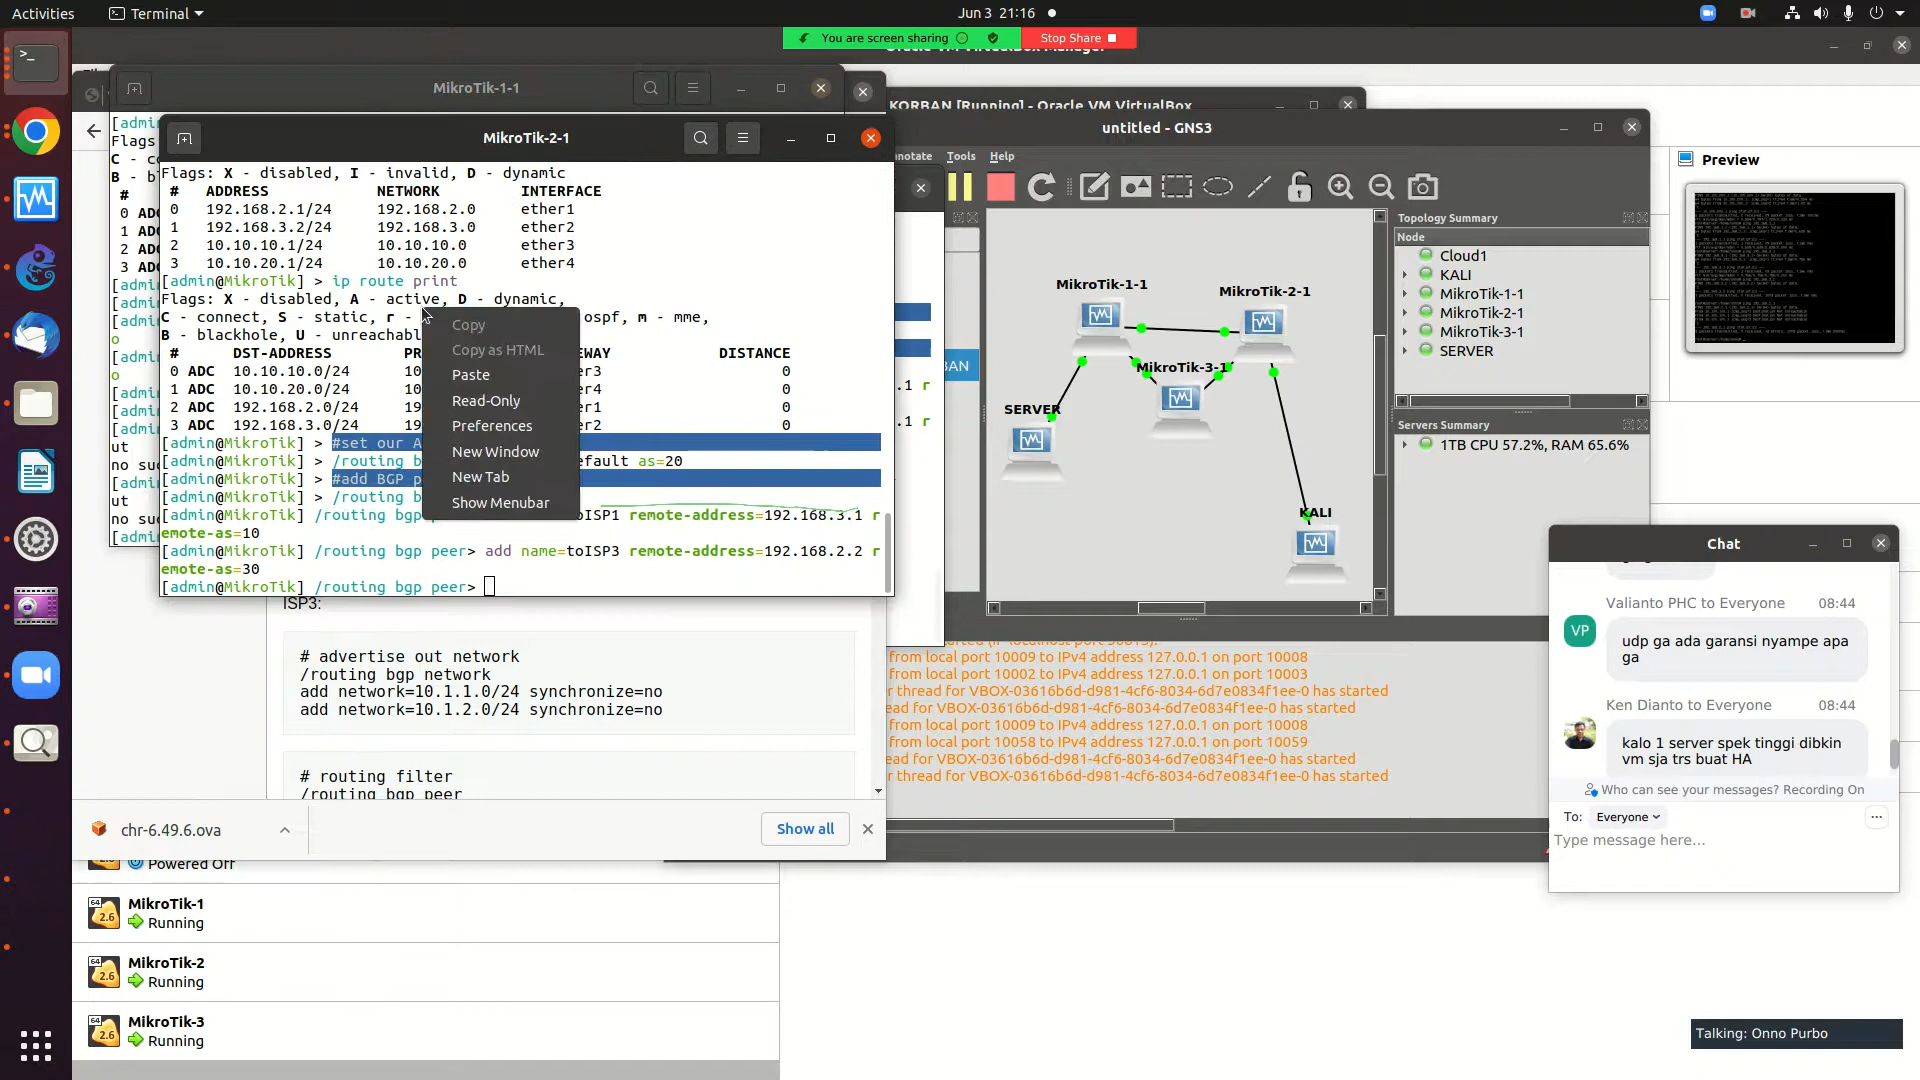 Activities
Terminal
Jun 3 21:16
You are screen sharing
Stop Share
MikroTik-1-1
KORBAN [Running] - Oracle VM VirtualBox
MikroTik-2-1
untitled - GNS3
Tools
Help
Preview
Flags: X - disabled, I - invalid, D - dynamic
# ADDRESS NETWORK INTERFACE
0 192.168.2.1/24 192.168.2.0 ether1
1 192.168.3.2/24 192.168.3.0 ether2
2 10.10.10.1/24 10.10.10.0 ether3
3 10.10.20.1/24 10.10.20.0 ether4
[admin@MikroTik] > ip route print
Flags: X - disabled, A - active, D - dynamic,
C - connect, S - static, r - ospf, m - mme,
B - blackhole, U - unreachabl
# DST-ADDRESS PR EWAY DISTANCE
0 ADC 10.10.10.0/24 10 er3 0
1 ADC 10.10.20.0/24 10 er4 0
2 ADC 192.168.2.0/24 19 er1 0
3 ADC 192.168.3.0/24 19 er2 0
[admin@MikroTik] > #set our A
[admin@MikroTik] > /routing b efault as=20
[admin@MikroTik] > #add BGP p
[admin@MikroTik] > /routing b
[admin@MikroTik] /routing bgp oISP1 remote-address=192.168.3.1 r
emote-as=10
[admin@MikroTik] /routing bgp peer> add name=toISP3 remote-address=192.168.2.2 r
emote-as=30
[admin@MikroTik] /routing bgp peer>
Copy
Copy as HTML
Paste
Read-Only
Preferences
New Window
New Tab
Show Menubar
ISP3:
# advertise out network
/routing bgp network
add network=10.1.1.0/24 synchronize=no
add network=10.1.2.0/24 synchronize=no
# routing filter
/routing bgp peer
chr-6.49.6.ova
Show all
Powered Off
MikroTik-1
Running
MikroTik-2
Running
MikroTik-3
Running
MikroTik-1-1
MikroTik-2-1
MikroTik-3-1
SERVER
KALI
Topology Summary
Node
Cloud1
KALI
MikroTik-1-1
MikroTik-2-1
MikroTik-3-1
SERVER
Servers Summary
1TB CPU 57.2%, RAM 65.6%
from local port 10009 to IPv4 address 127.0.0.1 on port 10008
from local port 10002 to IPv4 address 127.0.0.1 on port 10003
r thread for VBOX-03616b6d-d981-4cf6-8034-6d7e0834f1ee-0 has started
ead for VBOX-03616b6d-d981-4cf6-8034-6d7e0834f1ee-0 has started
from local port 10009 to IPv4 address 127.0.0.1 on port 10008
from local port 10058 to IPv4 address 127.0.0.1 on port 10059
ead for VBOX-03616b6d-d981-4cf6-8034-6d7e0834f1ee-0 has started
r thread for VBOX-03616b6d-d981-4cf6-8034-6d7e0834f1ee-0 has started
Chat
Valianto PHC to Everyone 08:44
VP
udp ga ada garansi nyampe apa
ga
Ken Dianto to Everyone 08:44
kalo 1 server spek tinggi dibkin
vm sja trs buat HA
Who can see your messages? Recording On
To: Everyone
Type message here...
Talking: Onno Purbo